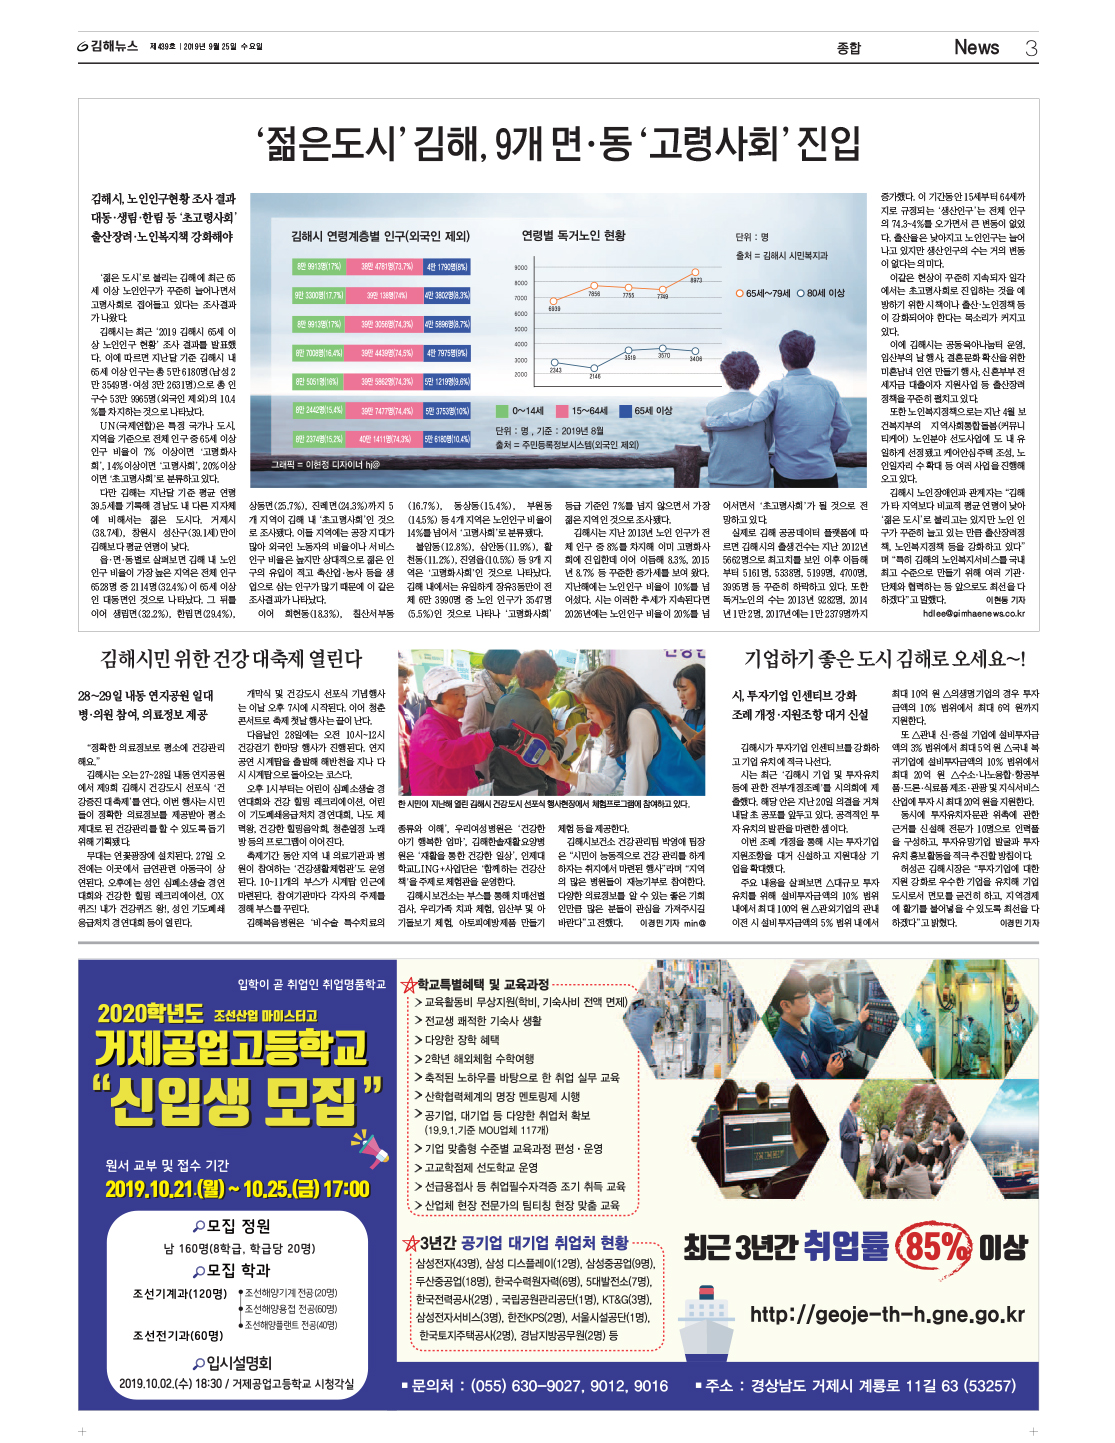 김해뉴스 제439호 | 2019년 9월 25일 수요일
종합
News 3
‘젊은도시’ 김해, 9개 면·동 ‘고령사회’ 진입
김해시, 노인인구현황 조사 결과
대동·생림·한림 등 ‘초고령사회’
출산장려·노인복지책 강화해야
‘젊은 도시’로 불리는 김해에 최근 65
세 이상 노인인구가 꾸준히 늘어나면서
고령사회로 접어들고 있다는 조사결과
가 나왔다.
김해시는 최근 ‘2019 김해시 65세 이
상 노인인구 현황’ 조사 결과를 발표했
다. 이에 따르면 지난달 기준 김해시 내
65세 이상 인구는 총 5만 6180명(남성 2
만 3549명·여성 3만 2631명)으로 총 인
구수 53만 9965명(외국인 제외)의 10.4
%를 차지하는 것으로 나타났다.
UN(국제연합)은 특정 국가나 도시,
지역을 기준으로 전체 인구 중 65세 이상
인구 비율이 7% 이상이면 ‘고령화사
회’, 14%이상이면 ‘고령사회’, 20%이상
이면 ‘초고령사회’로 분류하고 있다.
다만 김해는 지난달 기준 평균 연령
39.5세를 기록해 경남도 내 다른 지자체
에 비해서는 젊은 도시다. 거제시
(38.7세), 창원시 성산구(39.1세)만이
김해보다 평균 연령이 낮다.
읍·면·동별로 살펴보면 김해 내 노인
인구 비율이 가장 높은 지역은 전체 인구
6528명 중 2114명(32.4%) 이 65세 이상
인 대동면인 것으로 나타났다. 그 뒤를
이어 생림면(32.2%), 한림면(29.4%),
김해시 연령계층별 인구(외국인 제외)
8만 9913명(17%) 38만 4781명(73.7%) 4만 1790명(8%)
9만 3300명(17.7%) 39만 138명(74%) 4만 3802명(8.3%)
8만 9913명(17%) 39만 3056명(74.3%) 4만 5896명(8.7%)
8만 7008명(16.4%) 39만 4439명(74.5%) 4만 7975명(9%)
8만 5051명(16%) 39만 5962명(74.3%) 5만 1219명(9.6%)
8만 2442명(15.4%) 39만 7477명(74.4%) 5만 3753명(10%)
8만 2374명(15.2%) 40만 1411명(74.3%) 5만 6180명(10.4%)
그래픽 = 이헌정 디자이너 hj@
연령별 독거노인 현황
9000
8000
7000
6000
5000
4000
3000
2000
6939 7856 7755 7749 8973
2343 2146 3519 3570 3406
단위 : 명
출처 = 김해시 시민복지과
65세~79세 80세 이상
0~14세 15~64세 65세 이상
단위 : 명 , 기준 : 2019년 8월
출처 = 주민등록정보시스템(외국인 제외)
상동면(25.7%), 진례면(24.3%)까지 5
개 지역이 김해 내 ‘초고령사회’인 것으
로 조사됐다. 이들 지역에는 공장 지대가
많아 외국인 노동자의 비율이나 서비스
인구 비율은 높지만 상대적으로 젊은 인
구의 유입이 적고 축산업·농사 등을 생
업으로 삼는 인구가 많기 때문에 이 같은
조사결과가 나타났다.
이어 회현동(18.3%), 칠산서부동
(16.7%), 동상동(15.4%), 부원동
(14.5%) 등 4개 지역은 노인인구 비율이
14%를 넘어서 ‘고령사회’로 분류됐다.
불암동(12.8%), 삼안동(11.9%), 활
천동(11.2%), 진영읍(10.5%) 등 9개 지
역은 ‘고령화사회’인 것으로 나타났다.
김해 내에서는 유일하게 장유3동만이 전
체 6만 3990명 중 노인 인구가 3547명
(5.5%)인 것으로 나타나 ‘고령화사회’
등급 기준인 7%를 넘지 않으면서 가장
젊은 지역인 것으로 조사됐다.
김해시는 지난 2013년 노인 인구가 전
체 인구 중 8%를 차지해 이미 고령화사
회에 진입한데 이어 이듬해 8.3%, 2015
년 8.7% 등 꾸준한 증가세를 보여 왔다.
지난해에는 노인인구 비율이 10%를 넘
어섰다. 시는 이러한 추세가 지속된다면
2026년에는 노인인구 비율이 20%를 넘
어서면서 ‘초고령사회’가 될 것으로 전
망하고 있다.
실제로 김해 공공데이터 플랫폼에 따
르면 김해시의 출생건수는 지난 2012년
5662명으로 최고치를 보인 이후 이듬해
부터 5161명, 5338명, 5199명, 4700명,
3995명 등 꾸준히 하락하고 있다. 또한
독거노인의 수는 2013년 9282명, 2014
년 1만 2명, 2017년에는 1만 2379명까지
증가했다. 이 기간동안 15세부터 64세까
지로 규정되는 ‘생산인구’는 전체 인구
의 74.3~4%를 오가면서 큰 변동이 없었
다. 출산율은 낮아지고 노인인구는 늘어
나고 있지만 생산인구의 수는 거의 변동
이 없다는 의미다.
이같은 현상이 꾸준히 지속되자 일각
에서는 초고령사회로 진입하는 것을 예
방하기 위한 시책이나 출산·노인정책 등
이 강화되어야 한다는 목소리가 커지고
있다.
이에 김해시는 공동육아나눔터 운영,
임산부의 날 행사, 결혼문화 확산을 위한
미혼남녀 인연 만들기 행사, 신혼부부 전
세자금 대출이자 지원사업 등 출산장려
정책을 꾸준히 펼치고 있다.
또한 노인복지정책으로는 지난 4월 보
건복지부의 지역사회통합돌봄(커뮤니
티케어) 노인분야 선도사업에 도 내 유
일하게 선정됐고 케어안심주택 조성, 노
인일자리 수 확대 등 여러 사업을 진행해
오고 있다.
김해시 노인장애인과 관계자는 “김해
가 타 지역보다 비교적 평균 연령이 낮아
‘젊은 도시’로 불리고는 있지만 노인 인
구가 꾸준히 늘고 있는 만큼 출산장려정
책, 노인복지정책 등을 강화하고 있다”
며 “특히 김해의 노인복지서비스를 국내
최고 수준으로 만들기 위해 여러 기관·
단체와 협력하는 등 앞으로도 최선을 다
하겠다”고 말했다. 이현동 기자
hdlee@gimhaenews.co.kr
김해시민 위한 건강 대축제 열린다
28~29일 내동 연지공원 일대
병·의원 참여, 의료정보 제공
“정확한 의료정보로 평소에 건강관리
해요.”
김해시는 오는 27~28일 내동 연지공원
에서 제9회 김해시 건강도시 선포식 ‘건
강증진 대축제’를 연다. 이번 행사는 시민
들이 정확한 의료정보를 제공받아 평소
제대로 된 건강관리를 할 수 있도록 돕기
위해 기획됐다.
무대는 연꽃광장에 설치된다. 27일 오
전에는 이곳에서 금연관련 아동극이 상
연된다. 오후에는 성인 심폐소생술 경연
대회와 건강 힐링 레크리에이션, OX
퀴즈! 내가 건강퀴즈 왕!, 성인 기도폐쇄
응급처치 경연대회 등이 열린다.
개막식 및 건강도시 선포식 기념행사
는 이날 오후 7시에 시작된다. 이어 청춘
콘서트로 축제 첫날 행사는 끝이 난다.
다음날인 28일에는 오전 10시~12시
건강걷기 한마당 행사가 진행된다. 연지
공연 시계탑을 출발해 해반천을 지나 다
시 시계탑으로 돌아오는 코스다.
오후 1시부터는 어린이 심폐소생술 경
연대회와 건강 힐링 레크리에이션, 어린
이 기도폐쇄응급처치 경연대회, 나도 체
력왕, 건강한 힐링음악회, 청춘열정 노래
방 등의 프로그램이 이어진다.
축제기간 동안 지역 내 의료기관과 병
원이 참여하는 ‘건강생활체험관’도 운영
된다. 10~11개의 부스가 시계탑 인근에
마련된다. 참여기관마다 각자의 주제를
정해 부스를 꾸린다.
김해복음병원은 ‘비수술 특수치료의
한 시민이 지난해 열린 김해시 건강도시 선포식 행사현장에서 체험프로그램에 참여하고 있다.
종류와 이해’, 우리여성병원은 ‘건강한
아기 행복한 엄마’, 김해한솔재활요양병
원은 ‘재활을 통한 건강한 일상’, 인제대
학교LINC+사업단은 ‘함께하는 건강산
책’을 주제로 체험관을 운영한다.
김해시보건소는 부스를 통해 치매선별
검사, 우리가족 치과 체험, 임산부 및 아
기돌보기 체험, 아토피예방제품 만들기
체험 등을 제공한다.
김해시보건소 건강관리팀 박영애 팀장
은 “시민이 능동적으로 건강 관리를 하게
하자는 취지에서 마련된 행사”라며 “지역
의 많은 병원들이 재능기부로 참여한다.
다양한 의료정보를 알 수 있는 좋은 기회
인만큼 많은 분들이 관심을 가져주시길
바란다”고 전했다. 이경민 기자 min@
기업하기 좋은 도시 김해로 오세요~!
시, 투자기업 인센티브 강화
조례 개정·지원조항 대거 신설
김해시가 투자기업 인센티브를 강화하
고 기업 유치에 적극 나선다.
시는 최근 ‘김해시 기업 및 투자유치
등에 관한 전부개정조례’를 시의회에 제
출했다. 해당 안은 지난 20일 의결을 거쳐
내달 초 공포를 앞두고 있다. 공격적인 투
자 유치의 발판을 마련한 셈이다.
이번 조례 개정을 통해 시는 투자기업
지원조항을 대거 신설하고 지원대상 기
업을 확대했다.
주요 내용을 살펴보면 △대규모 투자
유치를 위해 설비투자금액의 10% 범위
내에서 최대 100억 원 △관외기업의 관내
이전 시 설비투자금액의 5% 범위 내에서
최대 10억 원 △의생명기업의 경우 투자
금액의 10% 범위에서 최대 6억 원까지
지원한다.
또 △관내 신·증설 기업에 설비투자금
액의 3% 범위에서 최대 5억 원 △국내 복
귀기업에 설비투자금액의 10% 범위에서
최대 20억 원 △수소·나노융합·항공부
품·드론·식료품 제조·관광 및 지식서비스
산업에 투자 시 최대 20억 원을 지원한다.
동시에 투자유치자문관 위촉에 관한
근거를 신설해 전문가 10명으로 인력풀
을 구성하고, 투자유망기업 발굴과 투자
유치 홍보활동을 적극 추진할 방침이다.
허성곤 김해시장은 “투자기업에 대한
지원 강화로 우수한 기업을 유치해 기업
도시로서 면모를 굳건히 하고, 지역경제
에 활기를 불어넣을 수 있도록 최선을 다
하겠다”고 밝혔다. 이경민 기자
입학이 곧 취업인 취업명품학교
2020학년도 조선산업 마이스터고
거제공업고등학교
“신입생 모집”
원서 교부 및 접수 기간
2019.10.21.(월) ~ 10.25.(금) 17:00
모집 정원
남 160명(8학급, 학급당 20명)
모집 학과
조선기계과(120명)
조선해양기계 전공(20명)
조선해양용접 전공(60명)
조선해양플랜트 전공(40명)
조선전기과(60명)
입시설명회
2019.10.02.(수) 18:30 / 거제공업고등학교 시청각실
학교특별혜택 및 교육과정
교육활동비 무상지원(학비, 기숙사비 전액 면제)
전교생 쾌적한 기숙사 생활
다양한 장학 혜택
2학년 해외체험 수학여행
축적된 노하우를 바탕으로 한 취업 실무 교육
산학협력체계의 명장 멘토링제 시행
공기업, 대기업 등 다양한 취업처 확보
(19.9.1.기준 MOU업체 117개)
기업 맞춤형 수준별 교육과정 편성·운영
고교학점제 선도학교 운영
선급용접사 등 취업필수자격증 조기 취득 교육
산업체 현장 전문가의 팀티칭 현장 맞춤 교육
3년간 공기업 대기업 취업처 현황
삼성전자(43명), 삼성 디스플레이(12명), 삼성중공업(9명),
두산중공업(18명), 한국수력원자력(6명), 5대발전소(7명),
한국전력공사(2명) , 국립공원관리공단(1명), KT&G(3명),
삼성전자서비스(3명), 한전KPS(2명), 서울시설공단(1명),
한국토지주택공사(2명), 경남지방공무원(2명) 등
최근 3년간 취업률 85% 이상
http://geoje-th-h.gne.go.kr
▪문의처 : (055) 630-9027, 9012, 9016 ▪주소 : 경상남도 거제시 계룡로 11길 63 (53257)